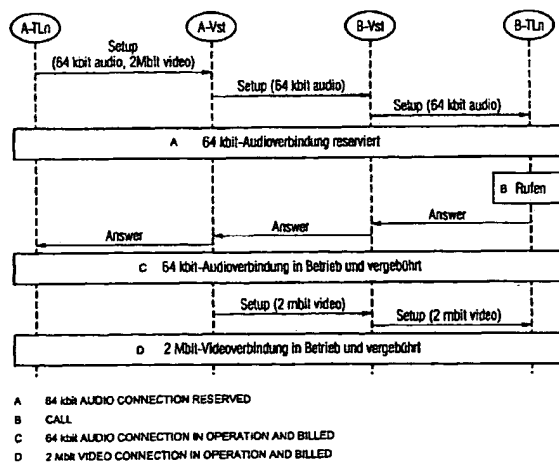 A-TLn A-Vst B-Vst B-TLn
Setup
(64 kbit audio, 2Mbit video)
Setup (64 kbit audio)
Setup (64 kbit audio)
A 64 kbit-Audioverbindung reserviert
B Rufen
Answer
Answer
Answer
C 64 kbit-Audioverbindung in Betrieb und vergebührt
Setup (2 mbit video)
Setup (2 mbit video)
D 2 Mbit-Videoverbindung in Betrieb und vergebührt
A 64 kbit AUDIO CONNECTION RESERVED
B CALL
C 64 kbit AUDIO CONNECTION IN OPERATION AND BILLED
D 2 Mbit VIDEO CONNECTION IN OPERATION AND BILLED